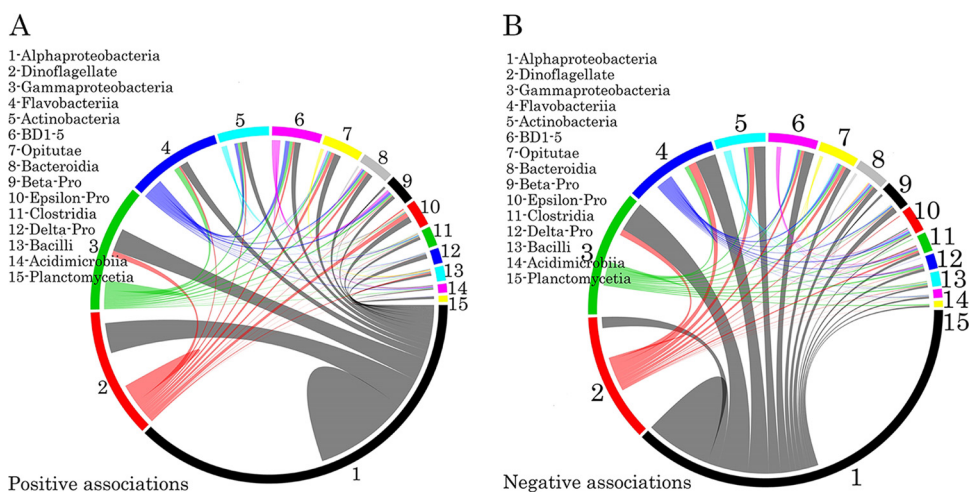 A
1-Alphaproteobacteria
2-Dinoflagellate
3-Gammaproteobacteria
4-Flavobacteriia
5-Actinobacteria
6-BD1-5
7-Opitutae
8-Bacteroidia
9-Beta-Pro
10-Epsilon-Pro
11-Clostridia
12-Delta-Pro
13-Bacilli
14-Acidimicrobiia
15-Planctomycetia
1
2
3
4
5
6
7
8
9
10
11
12
13
14
15
Positive associations
B
1-Alphaproteobacteria
2-Dinoflagellate
3-Gammaproteobacteria
4-Flavobacteriia
5-Actinobacteria
6-BD1-5
7-Opitutae
8-Bacteroidia
9-Beta-Pro
10-Epsilon-Pro
11-Clostridia
12-Delta-Pro
13-Bacilli
14-Acidimicrobiia
15-Planctomycetia
1
2
3
4
5
6
7
8
9
10
11
12
13
14
15
Negative associations